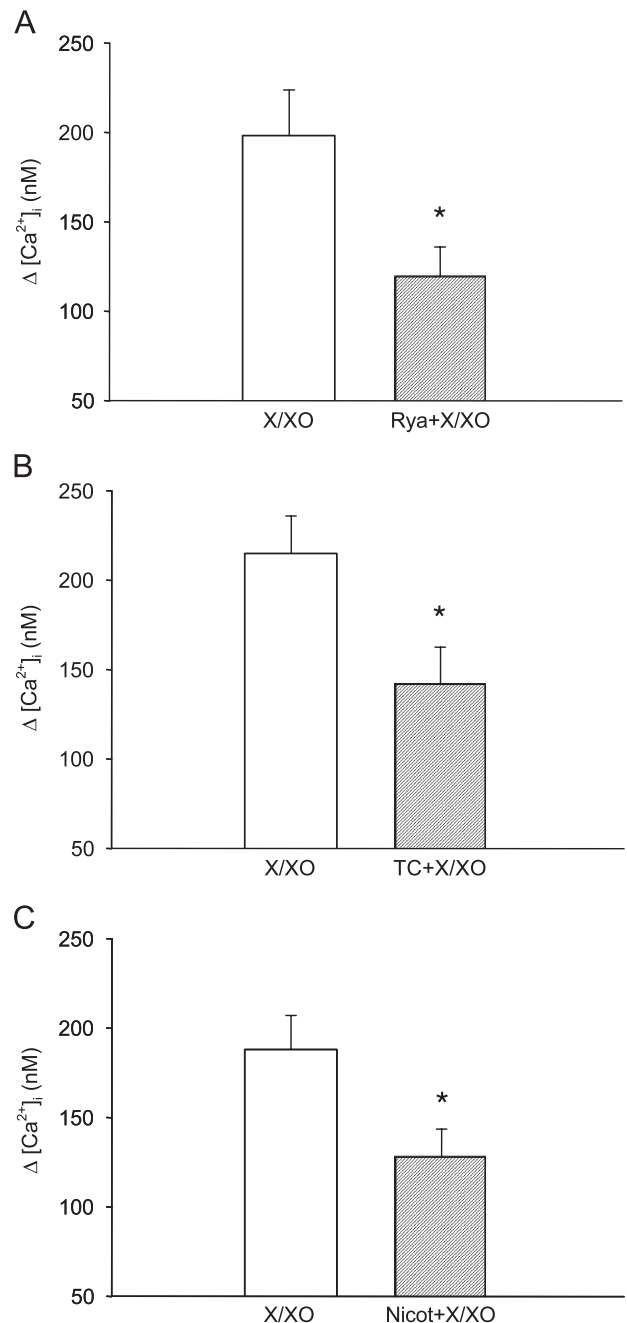 A
250
200
150
100
50
Δ [Ca²⁺]ᵢ (nM)
*
X/XO
Rya+X/XO
B
250
200
150
100
50
Δ [Ca²⁺]ᵢ (nM)
*
X/XO
TC+X/XO
C
250
200
150
100
50
Δ [Ca²⁺]ᵢ (nM)
*
X/XO
Nicot+X/XO